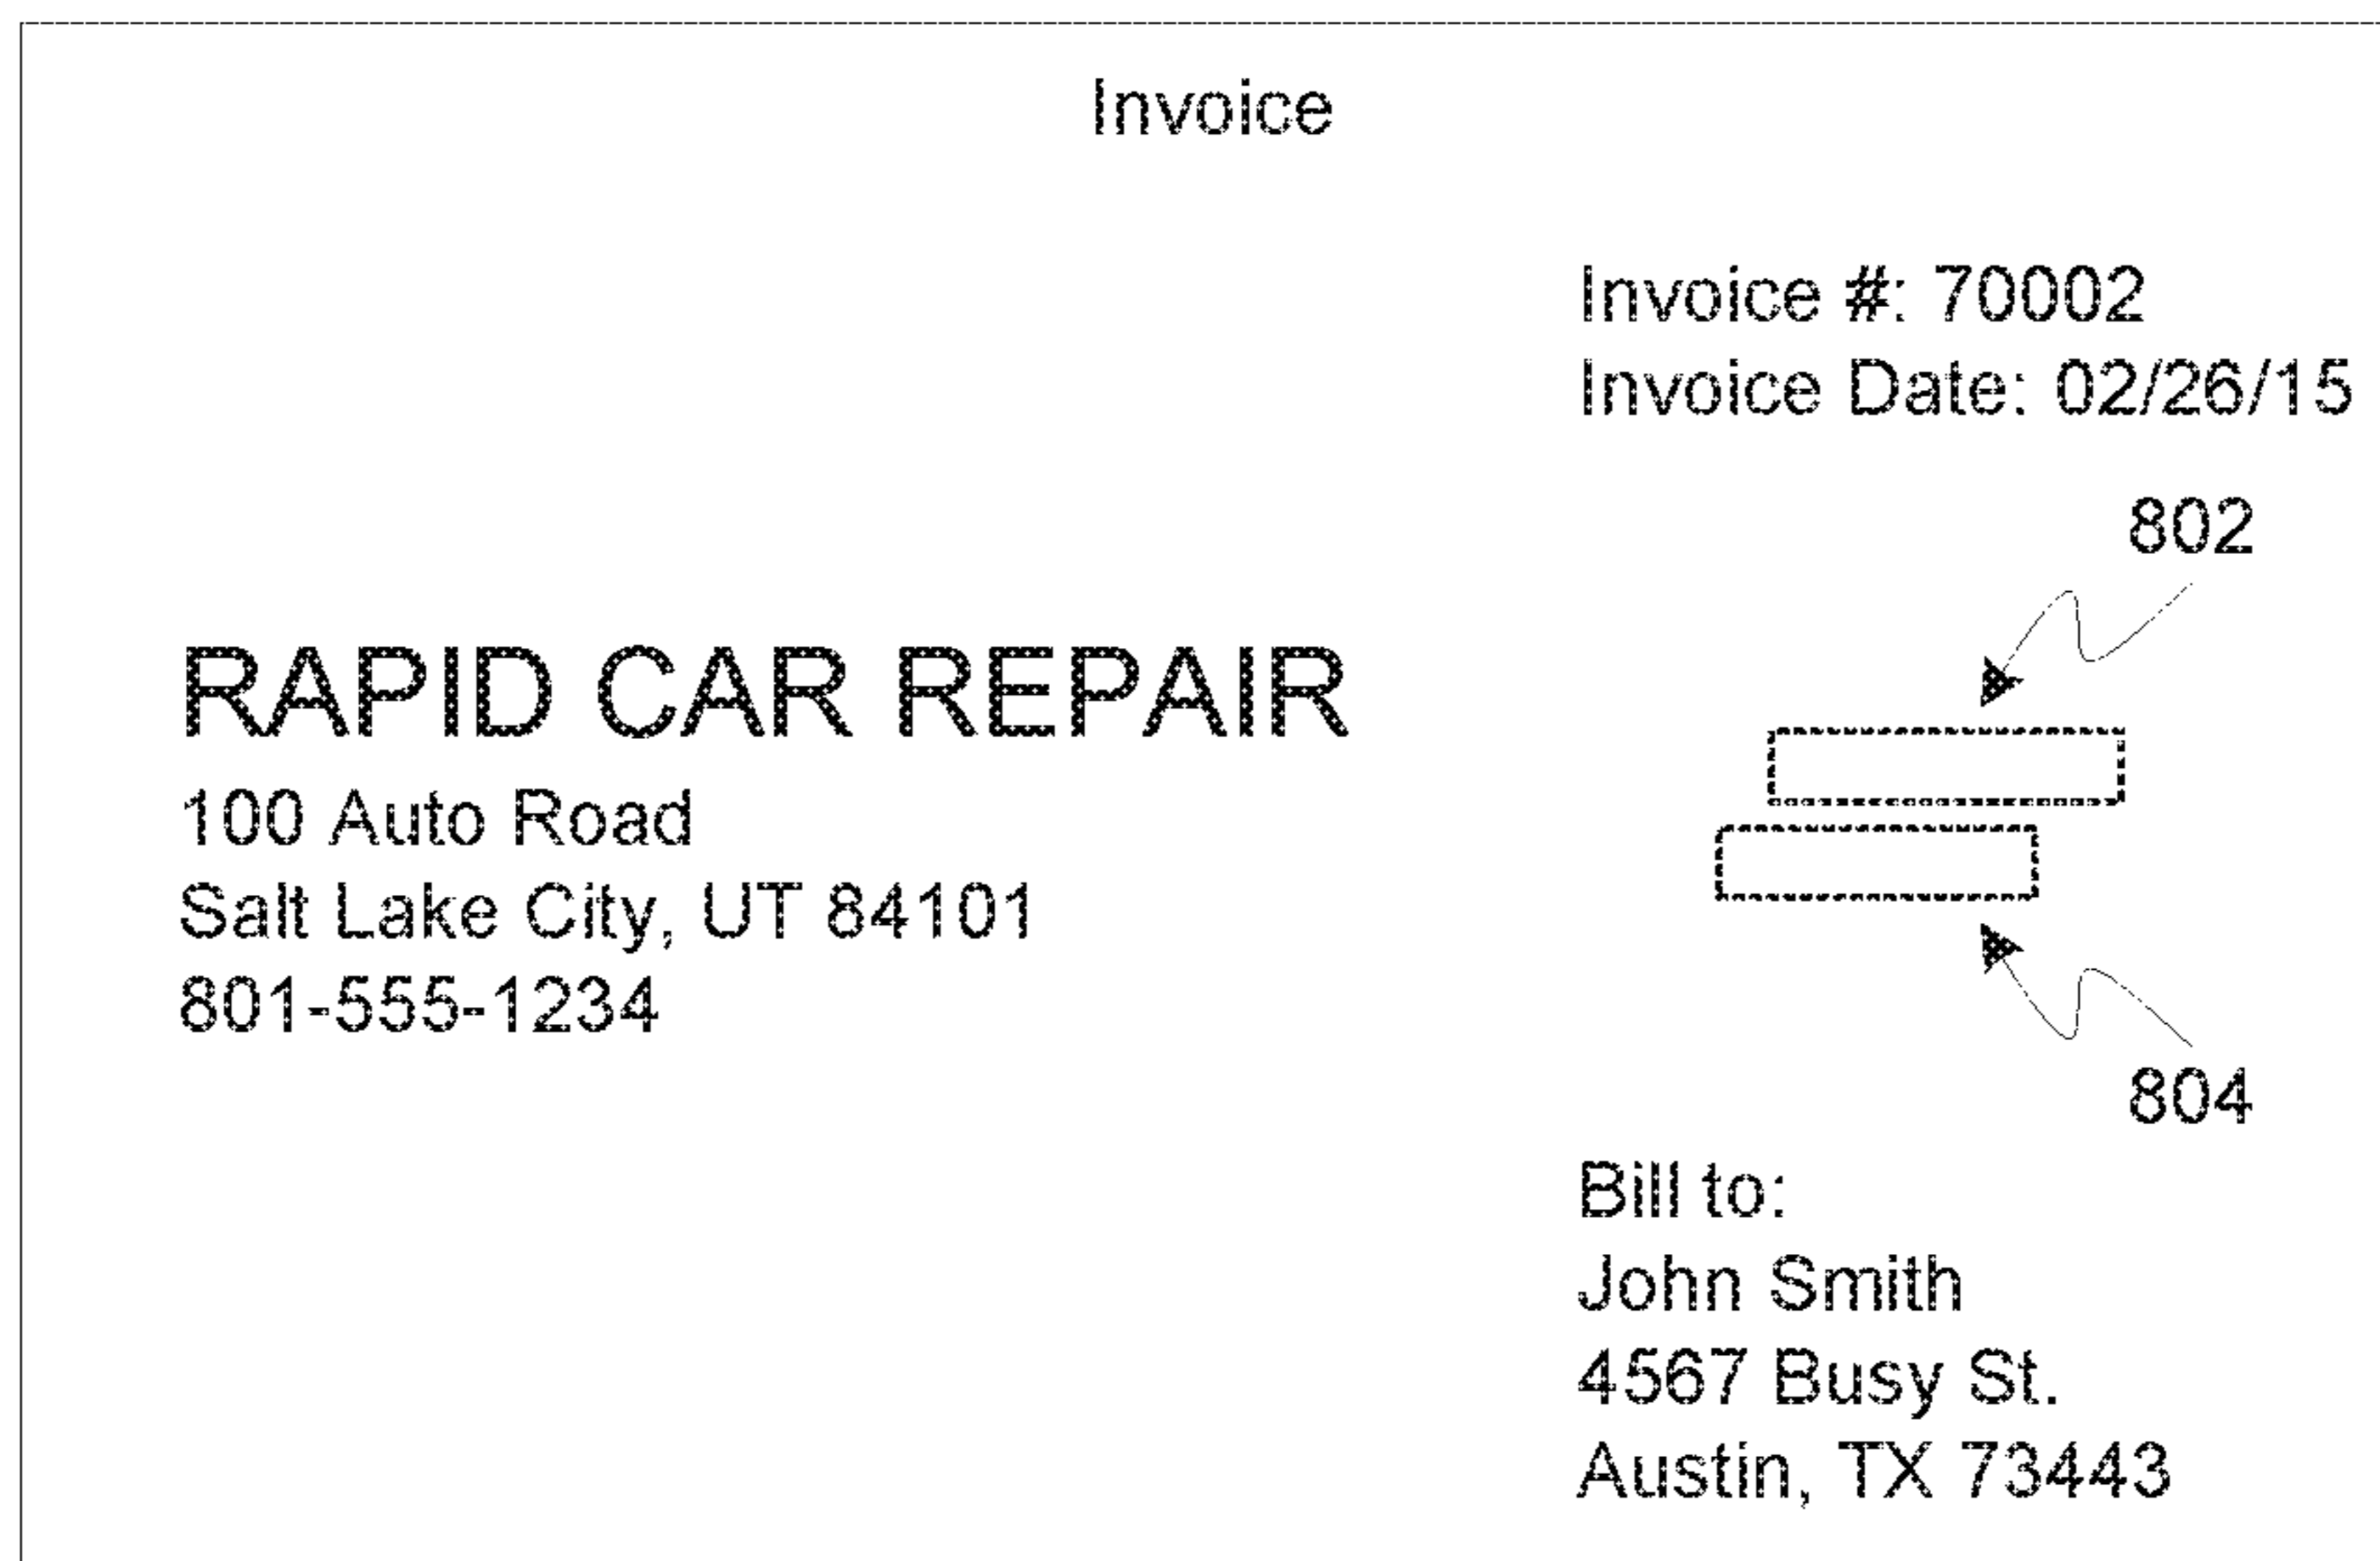 Invoice
Invoice #: 70002
Invoice Date: 02/26/15
802
RAPID CAR REPAIR
100 Auto Road
Salt Lake City, UT 84101
801-555-1234
804
Bill to:
John Smith
4567 Busy St.
Austin, TX 73443